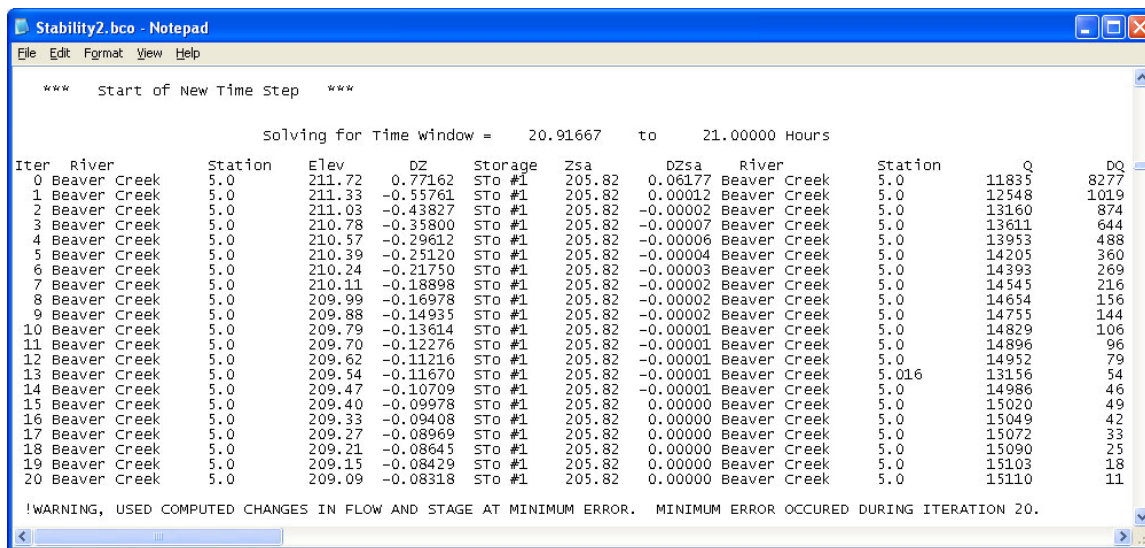 Stability2.bco - Notepad
File Edit Format View Help
*** Start of New Time Step ***
Solving for Time Window = 20.91667 to 21.00000 Hours
Iter River Station Elev DZ Storage Zsa DZsa River Station Q DQ
0 Beaver Creek 5.0 211.72 0.77162 STo #1 205.82 0.06177 Beaver Creek 5.0 11835 8277
1 Beaver Creek 5.0 211.33 -0.55761 STo #1 205.82 0.00012 Beaver Creek 5.0 12548 1019
2 Beaver Creek 5.0 211.03 -0.43827 STo #1 205.82 -0.00002 Beaver Creek 5.0 13160 874
3 Beaver Creek 5.0 210.78 -0.35800 STo #1 205.82 -0.00007 Beaver Creek 5.0 13611 644
4 Beaver Creek 5.0 210.57 -0.29612 STo #1 205.82 -0.00006 Beaver Creek 5.0 13953 488
5 Beaver Creek 5.0 210.39 -0.25120 STo #1 205.82 -0.00004 Beaver Creek 5.0 14205 360
6 Beaver Creek 5.0 210.24 -0.21750 STo #1 205.82 -0.00003 Beaver Creek 5.0 14393 269
7 Beaver Creek 5.0 210.11 -0.18898 STo #1 205.82 -0.00002 Beaver Creek 5.0 14545 216
8 Beaver Creek 5.0 209.99 -0.16978 STo #1 205.82 -0.00002 Beaver Creek 5.0 14654 156
9 Beaver Creek 5.0 209.88 -0.14935 STo #1 205.82 -0.00002 Beaver Creek 5.0 14755 144
10 Beaver Creek 5.0 209.79 -0.13614 STo #1 205.82 -0.00001 Beaver Creek 5.0 14829 106
11 Beaver Creek 5.0 209.70 -0.12276 STo #1 205.82 -0.00001 Beaver Creek 5.0 14896 96
12 Beaver Creek 5.0 209.62 -0.11216 STo #1 205.82 -0.00001 Beaver Creek 5.0 14952 79
13 Beaver Creek 5.0 209.54 -0.11670 STo #1 205.82 -0.00001 Beaver Creek 5.016 13156 54
14 Beaver Creek 5.0 209.47 -0.10709 STo #1 205.82 -0.00001 Beaver Creek 5.0 14986 46
15 Beaver Creek 5.0 209.40 -0.09978 STo #1 205.82 0.00000 Beaver Creek 5.0 15020 49
16 Beaver Creek 5.0 209.33 -0.09408 STo #1 205.82 0.00000 Beaver Creek 5.0 15049 42
17 Beaver Creek 5.0 209.27 -0.08969 STo #1 205.82 0.00000 Beaver Creek 5.0 15072 33
18 Beaver Creek 5.0 209.21 -0.08645 STo #1 205.82 0.00000 Beaver Creek 5.0 15090 25
19 Beaver Creek 5.0 209.15 -0.08429 STo #1 205.82 0.00000 Beaver Creek 5.0 15103 18
20 Beaver Creek 5.0 209.09 -0.08318 STo #1 205.82 0.00000 Beaver Creek 5.0 15110 11
!WARNING, USED COMPUTED CHANGES IN FLOW AND STAGE AT MINIMUM ERROR. MINIMUM ERROR OCCURED DURING ITERATION 20.